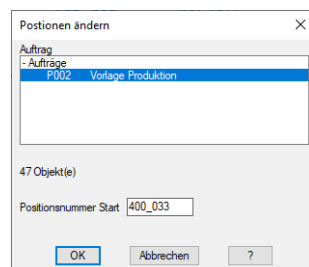 Postionen ändern
Auftrag
- Aufträge
P002 Vorlage Produktion
47 Objekt(e)
Positionsnummer Start 400_033
OK Abbrechen ?